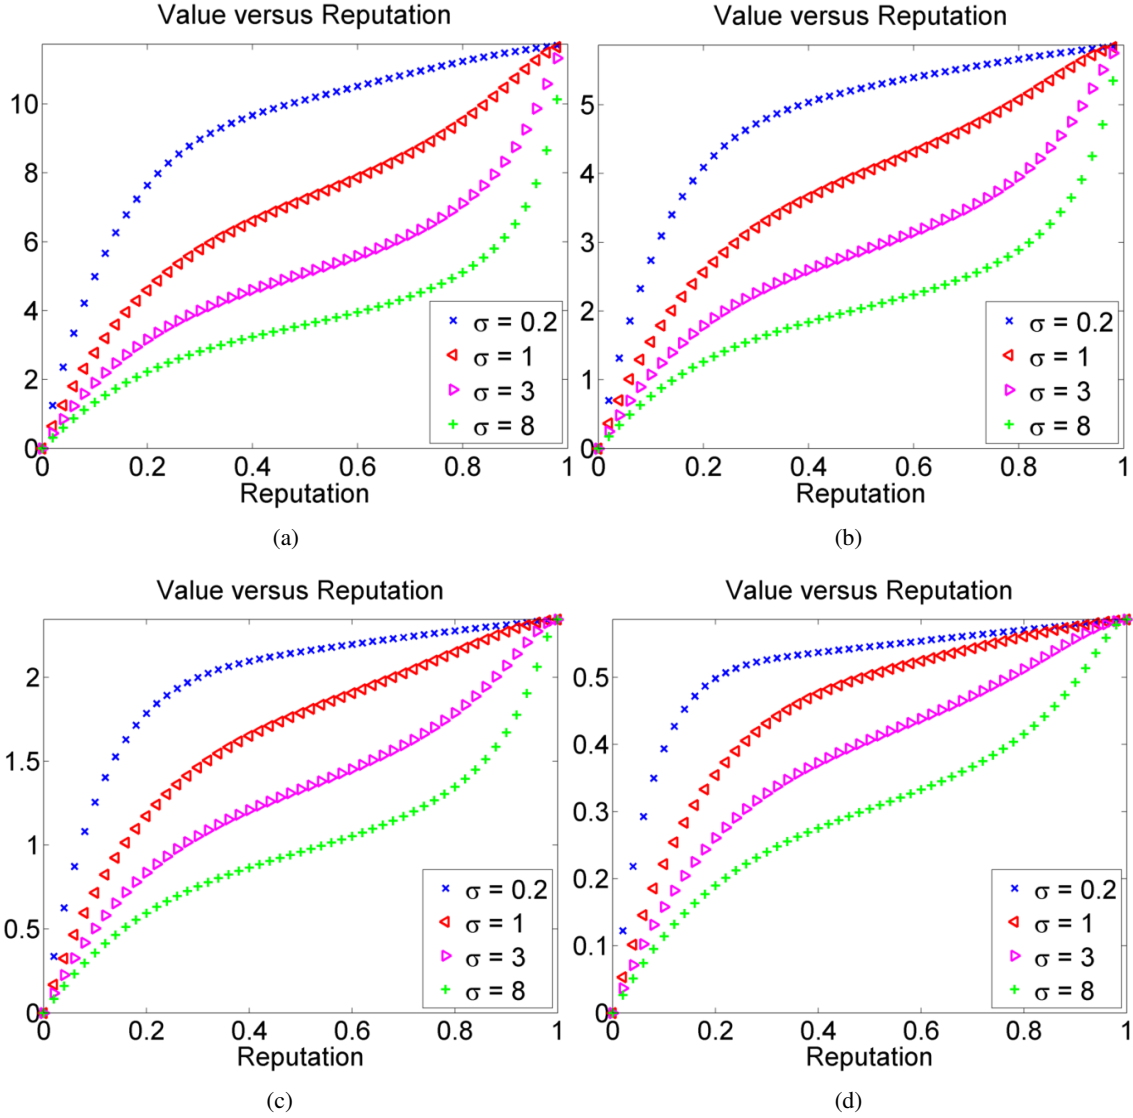 Value versus Reputation
10
8
6
4
2
0
0 0.2 0.4 0.6 0.8 1
Reputation
σ = 0.2
σ = 1
σ = 3
σ = 8
(a)
Value versus Reputation
5
4
3
2
1
0
0 0.2 0.4 0.6 0.8 1
Reputation
σ = 0.2
σ = 1
σ = 3
σ = 8
(b)
Value versus Reputation
2
1.5
1
0.5
0
0 0.2 0.4 0.6 0.8 1
Reputation
σ = 0.2
σ = 1
σ = 3
σ = 8
(c)
Value versus Reputation
0.5
0.4
0.3
0.2
0.1
0
0 0.2 0.4 0.6 0.8 1
Reputation
σ = 0.2
σ = 1
σ = 3
σ = 8
(d)